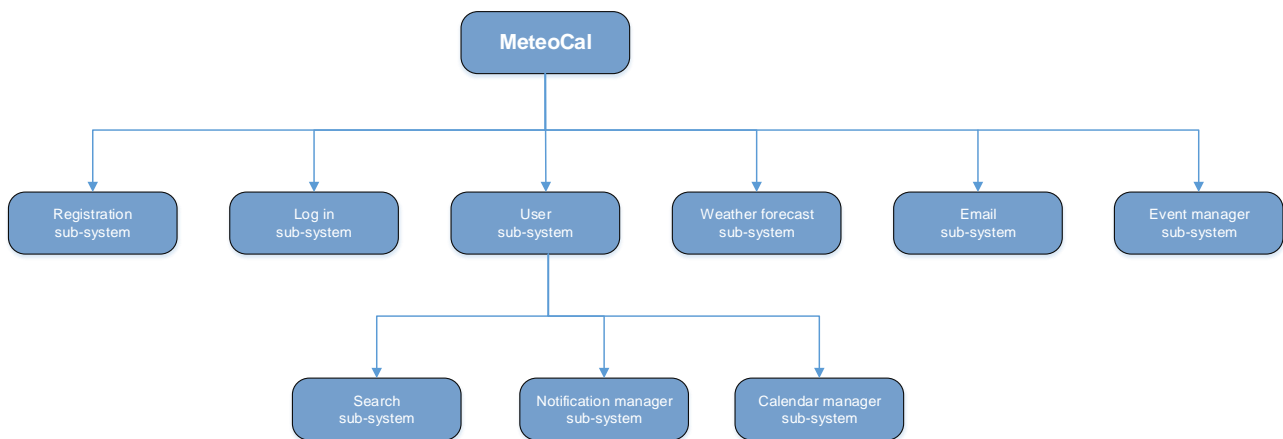 MeteoCal
Registration
sub-system
Log in
sub-system
User
sub-system
Weather forecast
sub-system
Email
sub-system
Event manager
sub-system
Search
sub-system
Notification manager
sub-system
Calendar manager
sub-system